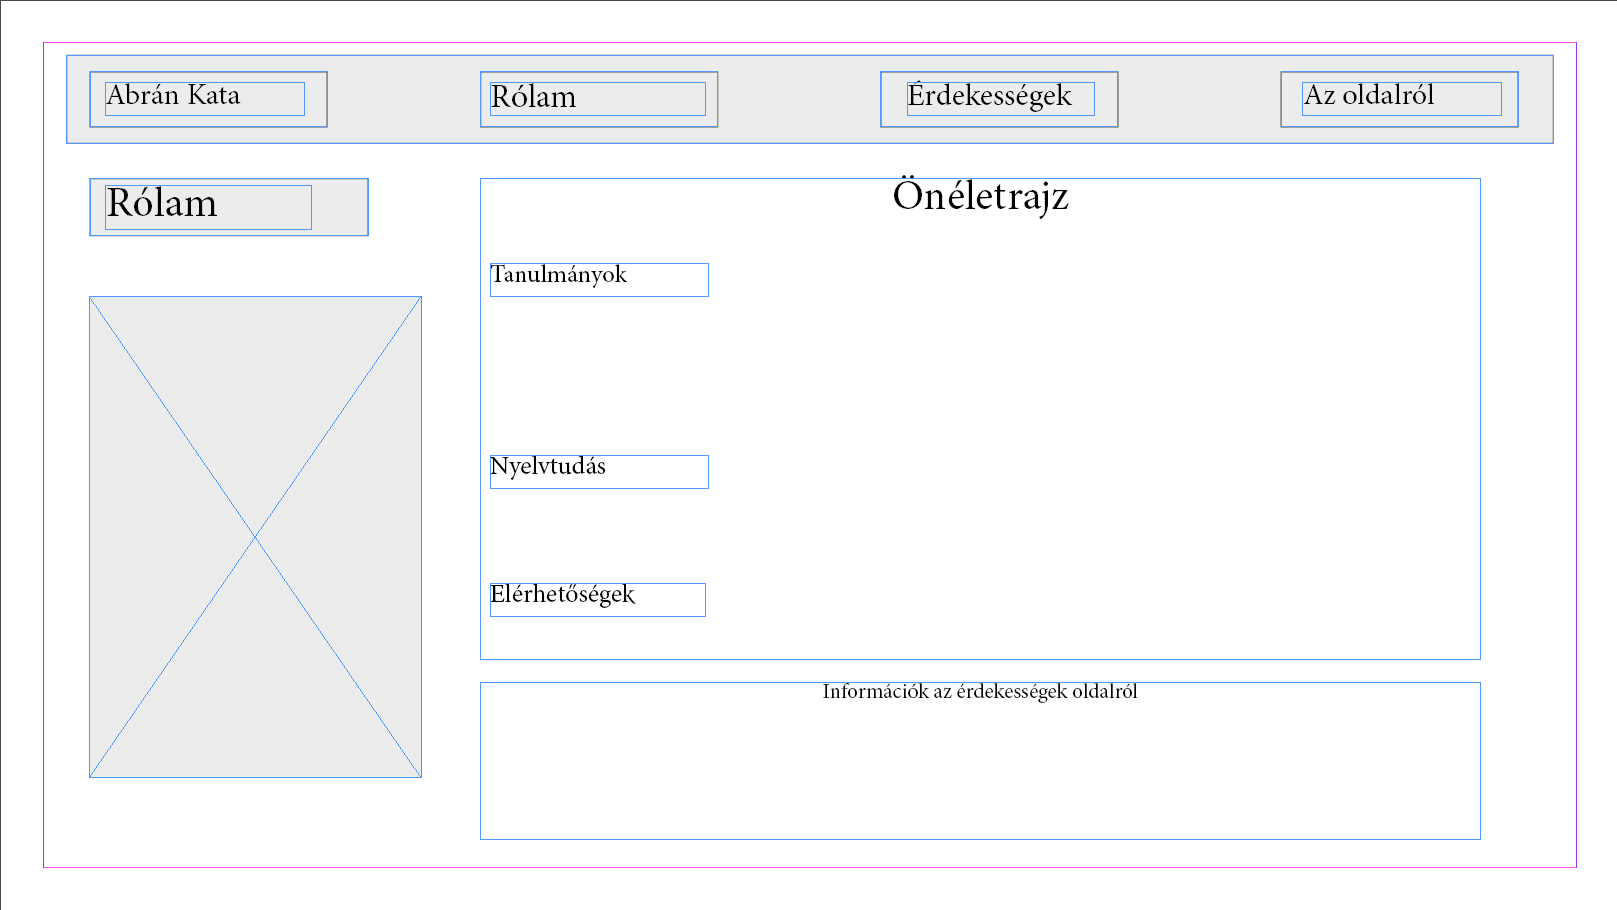 Abrán Kata
Rólam
Érdekességek
Az oldalról
Rólam
Önéletrajz
Tanulmányok
Nyelvtudás
Elérhetőségek
Információk az érdekességek oldalról